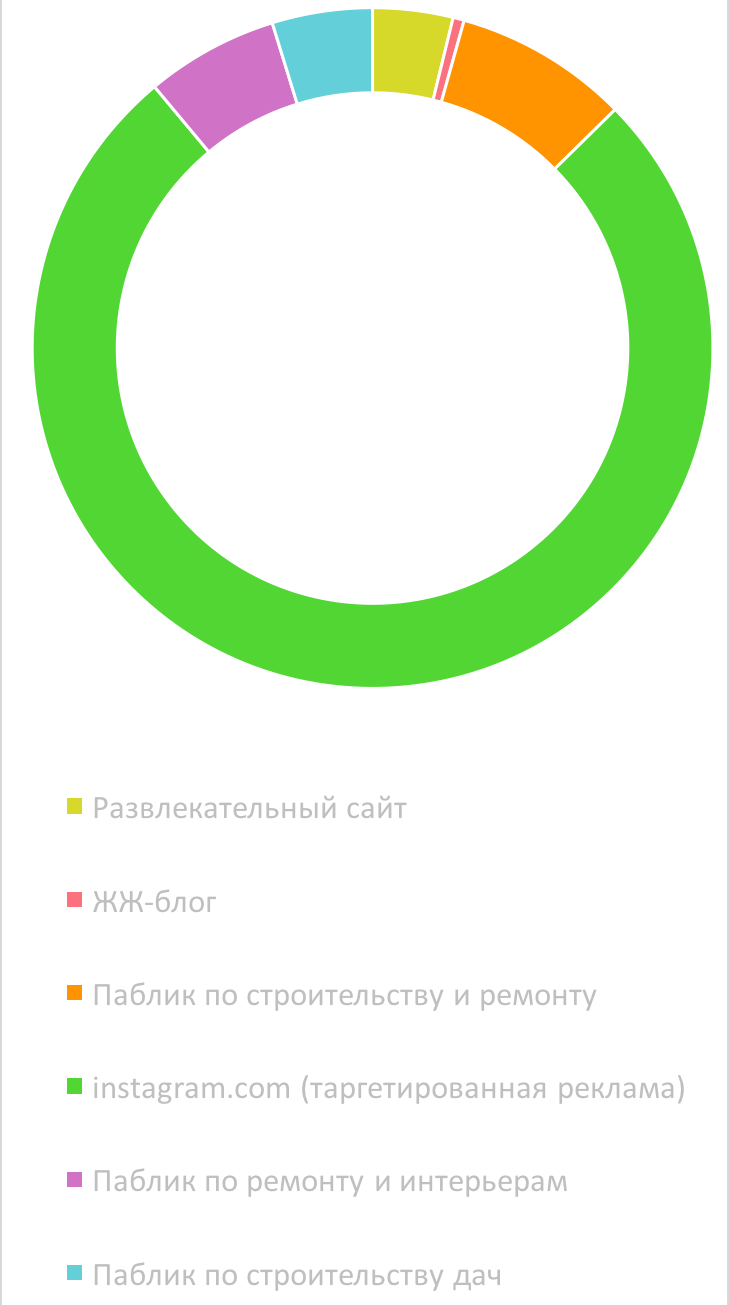 Развлекательный сайт
ЖЖ-блог
Паблик по строительству и ремонту
instagram.com (таргетированная реклама)
Паблик по ремонту и интерьерам
Паблик по строительству дач